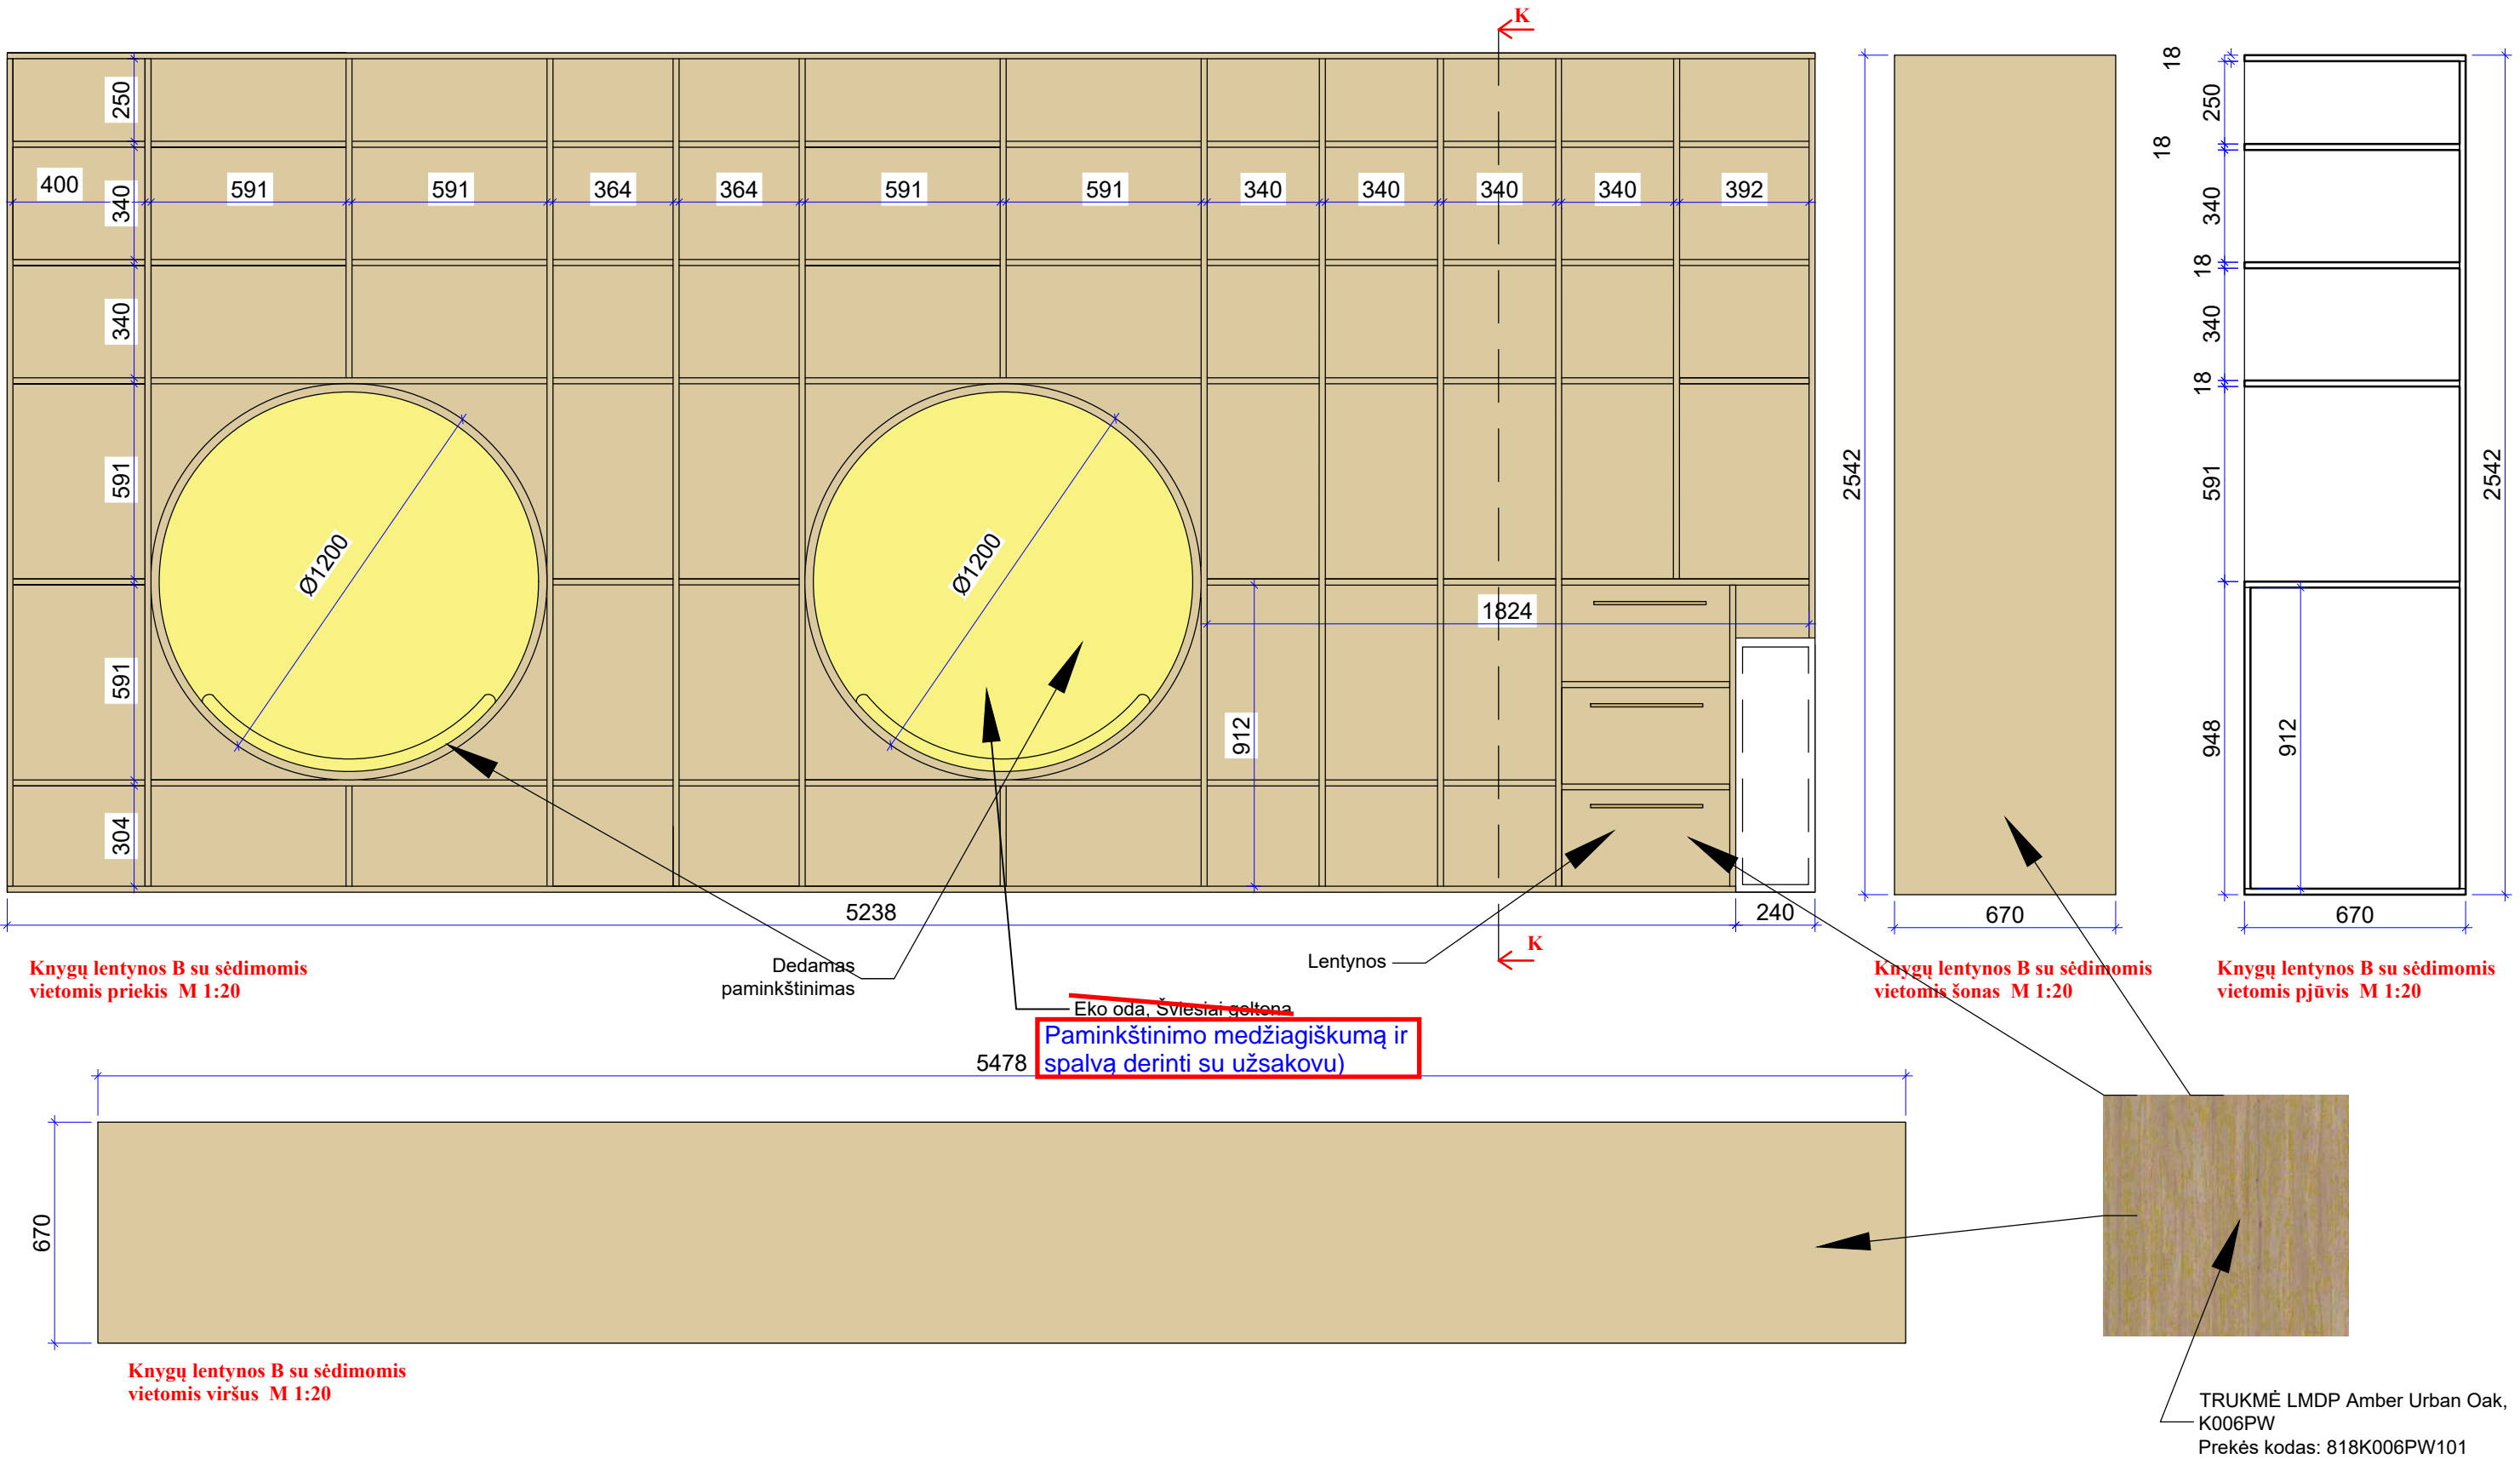 K
18
250
250
18
400
591
591
364
364
591
591
340
340
340
340
392
340
340
18
340
340
18
2542
2542
591
591
Ø1200
Ø1200
1824
591
912
948
912
304
5238
240
670
670
K
Knygų lentynos B su sėdimomis
vietomis priekis M 1:20
Dedamas
paminkštinimas
Lentynos
Knygų lentynos B su sėdimomis
vietomis šonas M 1:20
Knygų lentynos B su sėdimomis
vietomis pjūvis M 1:20
Eko oda, Šviesiai geltona
Paminkštinimo medžiagiškumą ir
spalvą derinti su užsakovu)
5478
670
Knygų lentynos B su sėdimomis
vietomis viršus M 1:20
TRUKMĖ LMDP Amber Urban Oak,
K006PW
Prekės kodas: 818K006PW101